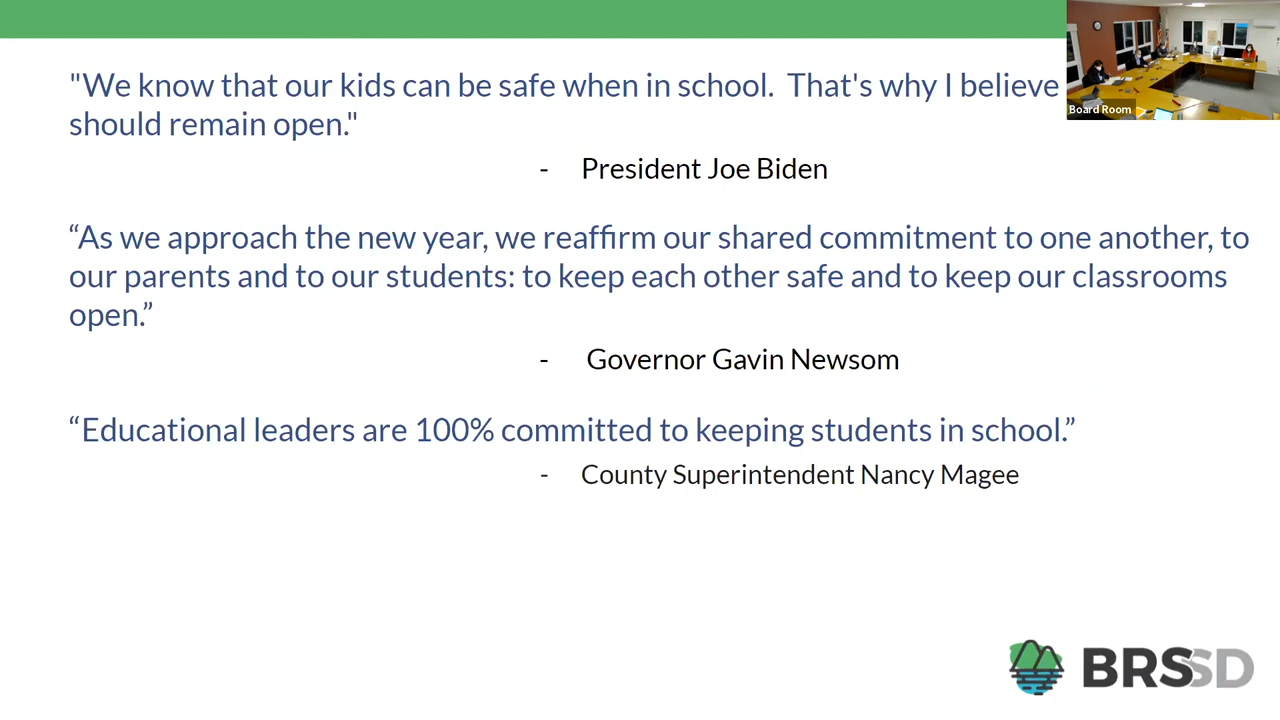 "We know that our kids can be safe when in school.  That's why I believe
should remain open."
- President Joe Biden
“As we approach the new year, we reaffirm our shared commitment to one another, to
our parents and to our students: to keep each other safe and to keep our classrooms
open.”
- Governor Gavin Newsom
“Educational leaders are 100% committed to keeping students in school.”
- County Superintendent Nancy Magee
Board Room
BRSSD